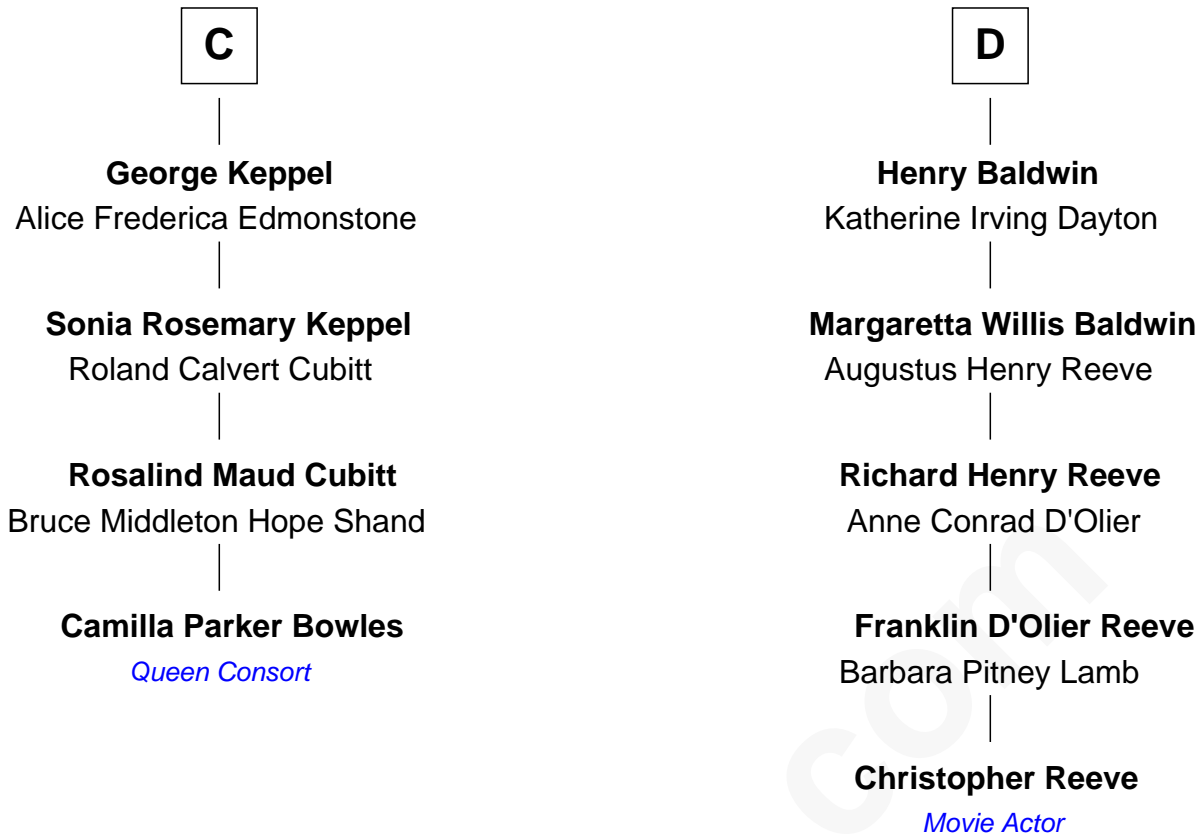 C
George Keppel
Alice Frederica Edmonstone
Sonia Rosemary Keppel
Roland Calvert Cubitt
Rosalind Maud Cubitt
Bruce Middleton Hope Shand
Camilla Parker Bowles
Queen Consort
D
Henry Baldwin
Katherine Irving Dayton
Margaretta Willis Baldwin
Augustus Henry Reeve
Richard Henry Reeve
Anne Conrad D'Olier
Franklin D'Olier Reeve
Barbara Pitney Lamb
Christopher Reeve
Movie Actor
com